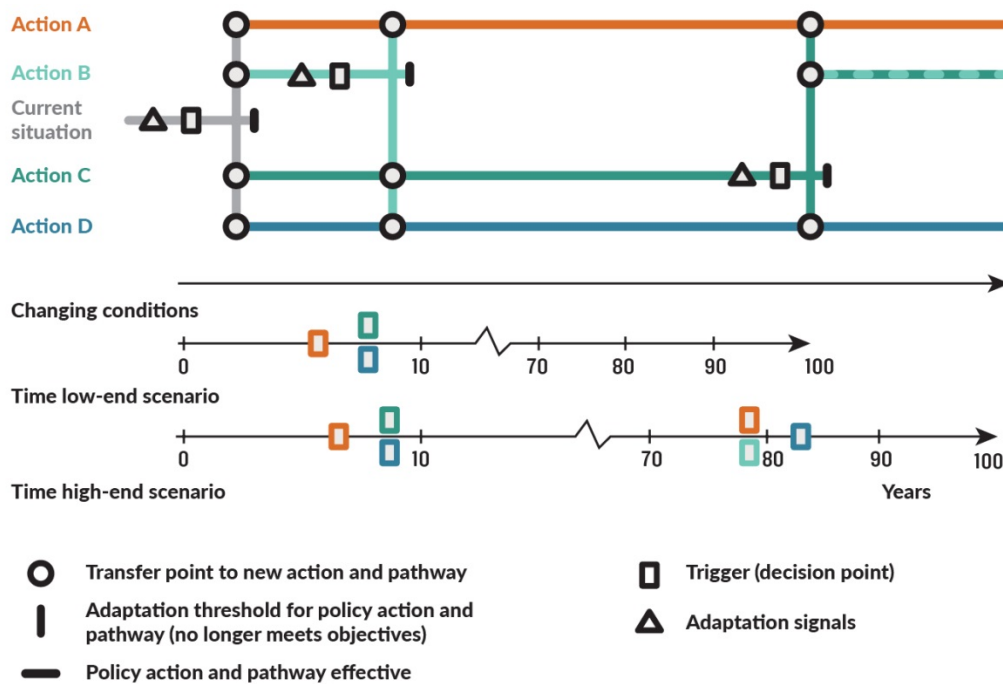 Action A
Action B
Current
situation
Action C
Action D
Changing conditions
0 10 70 80 90 100
Time low-end scenario
0 10 70 80 90 100
Time high-end scenario Years
Transfer point to new action and pathway
Adaptation threshold for policy action and
pathway (no longer meets objectives)
Policy action and pathway effective
Trigger (decision point)
Adaptation signals